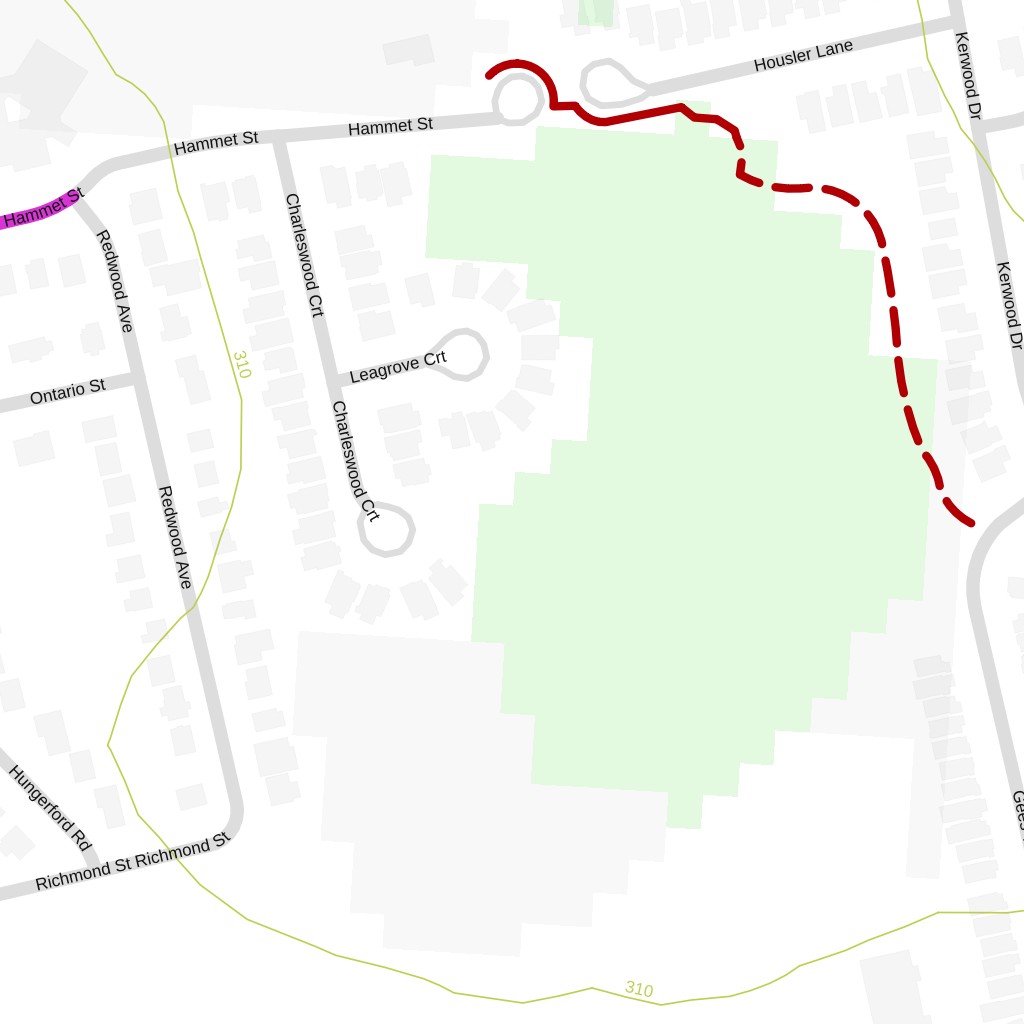 Housler Lane
Kerwood Dr
Hammet St
Hammet St
Hammet St
Charleswood Crt
Redwood Ave
Kerwood Dr
310
Leagrove Crt
Ontario St
Charleswood Crt
Redwood Ave
Hungerford Rd
Richmond St Richmond St
310